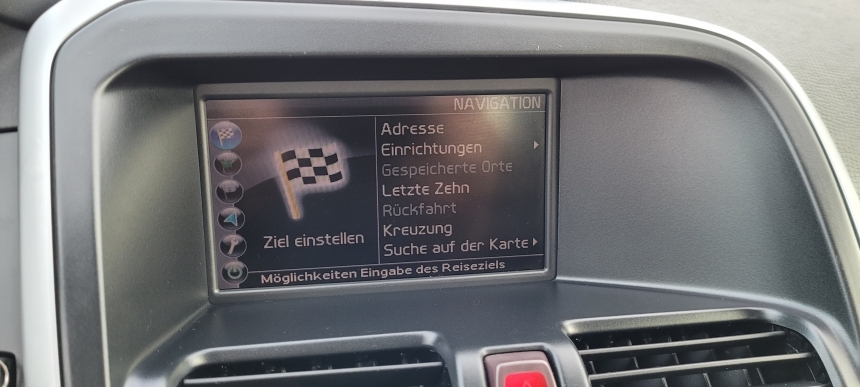 NAVIGATION
Adresse
Einrichtungen
Gespeicherte Orte
Letzte Zehn
Rückfahrt
Kreuzung
Suche auf der Karte
Ziel einstellen
Möglichkeiten Eingabe des Reiseziels